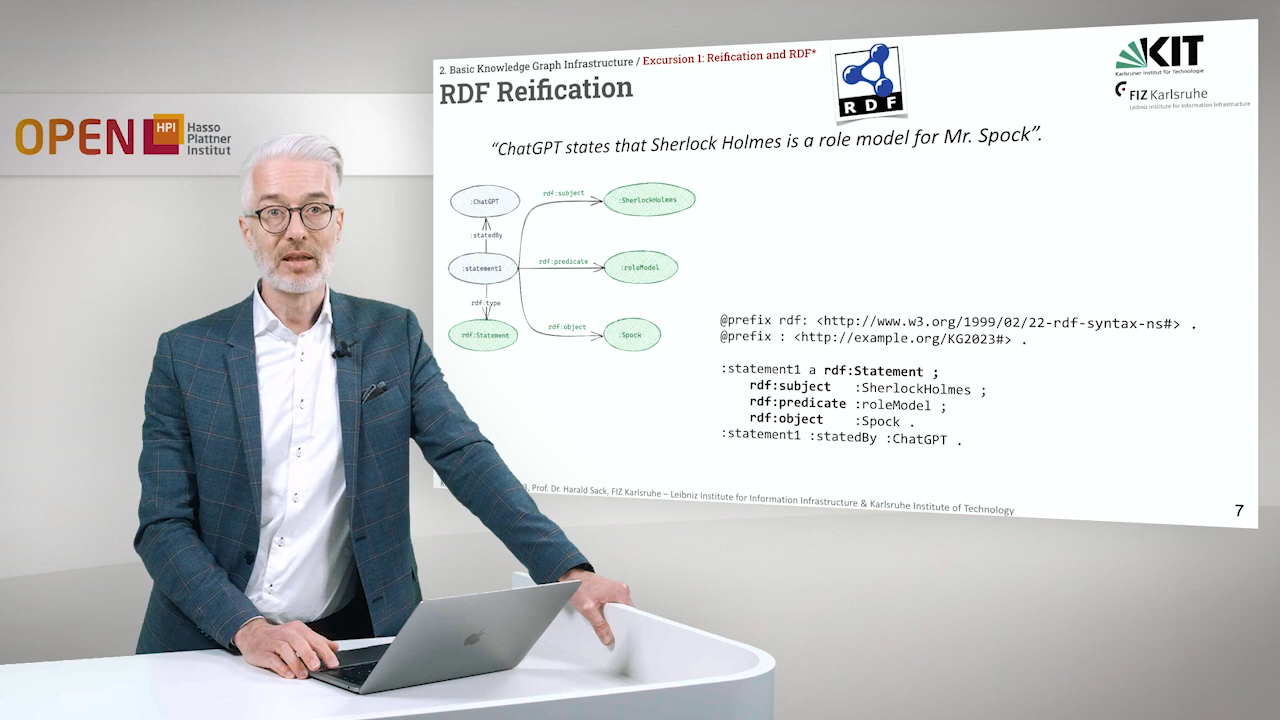 2. Basic Knowledge Graph Infrastructure / Excursion 1: Reification and RDF*
RDF Reification
RDF
KIT
Karlsruher Institut für Technologie
FIZ Karlsruhe
Leibniz Institute for Information Infrastructure
OPEN HPI Hasso
Plattner
Institut
“ChatGPT states that Sherlock Holmes is a role model for Mr. Spock”.
:ChatGPT
rdf:subject
:SherlockHolmes
:statedBy
:statement1
rdf:predicate
:roleModel
rdf:type
rdf:Statement
rdf:object
:Spock
@prefix rdf: <http://www.w3.org/1999/02/22-rdf-syntax-ns#>
@prefix : <http://example.org/KG2023#> .
:statement1 a rdf:Statement ;
rdf:subject :SherlockHolmes ;
rdf:predicate :roleModel ;
rdf:object :Spock .
:statement1 :statedBy :ChatGPT .
Prof. Dr. Harald Sack, FIZ Karlsruhe – Leibniz Institute for Information Infrastructure & Karlsruhe Institute of Technology
7